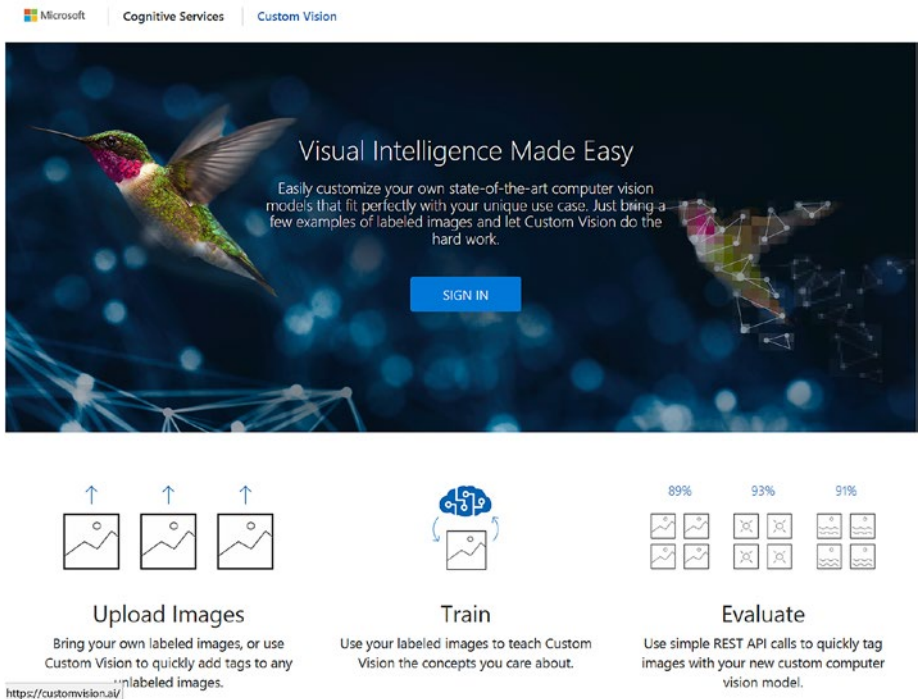 Microsoft Cognitive Services Custom Vision
Visual Intelligence Made Easy
Easily customize your own state-of-the-art computer vision
models that fit perfectly with your unique use case. Just bring a
few examples of labeled images and let Custom Vision do the
hard work.
SIGN IN
89% 93% 91%
Upload Images
Bring your own labeled images, or use
Custom Vision to quickly add tags to any
unlabeled images.
Train
Use your labeled images to teach Custom
Vision the concepts you care about.
Evaluate
Use simple REST API calls to quickly tag
images with your new custom computer
vision model.
https://customvision.ai/